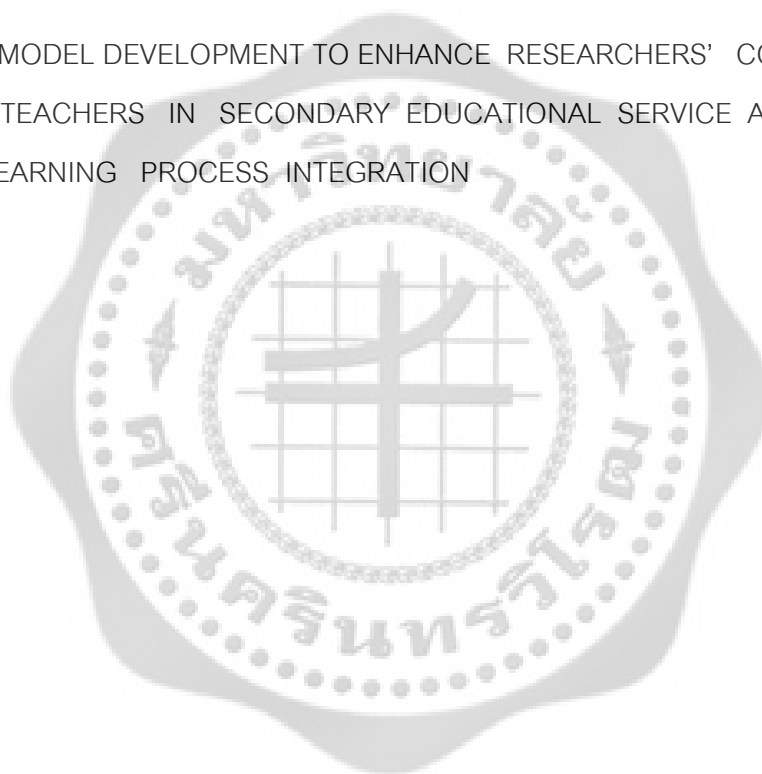 MODEL DEVELOPMENT TO ENHANCE RESEARCHERS’ CO
TEACHERS IN SECONDARY EDUCATIONAL SERVICE A
EARNING PROCESS INTEGRATION
มหาวิทยาลัย
ศรีนครินทรวิโรฒ